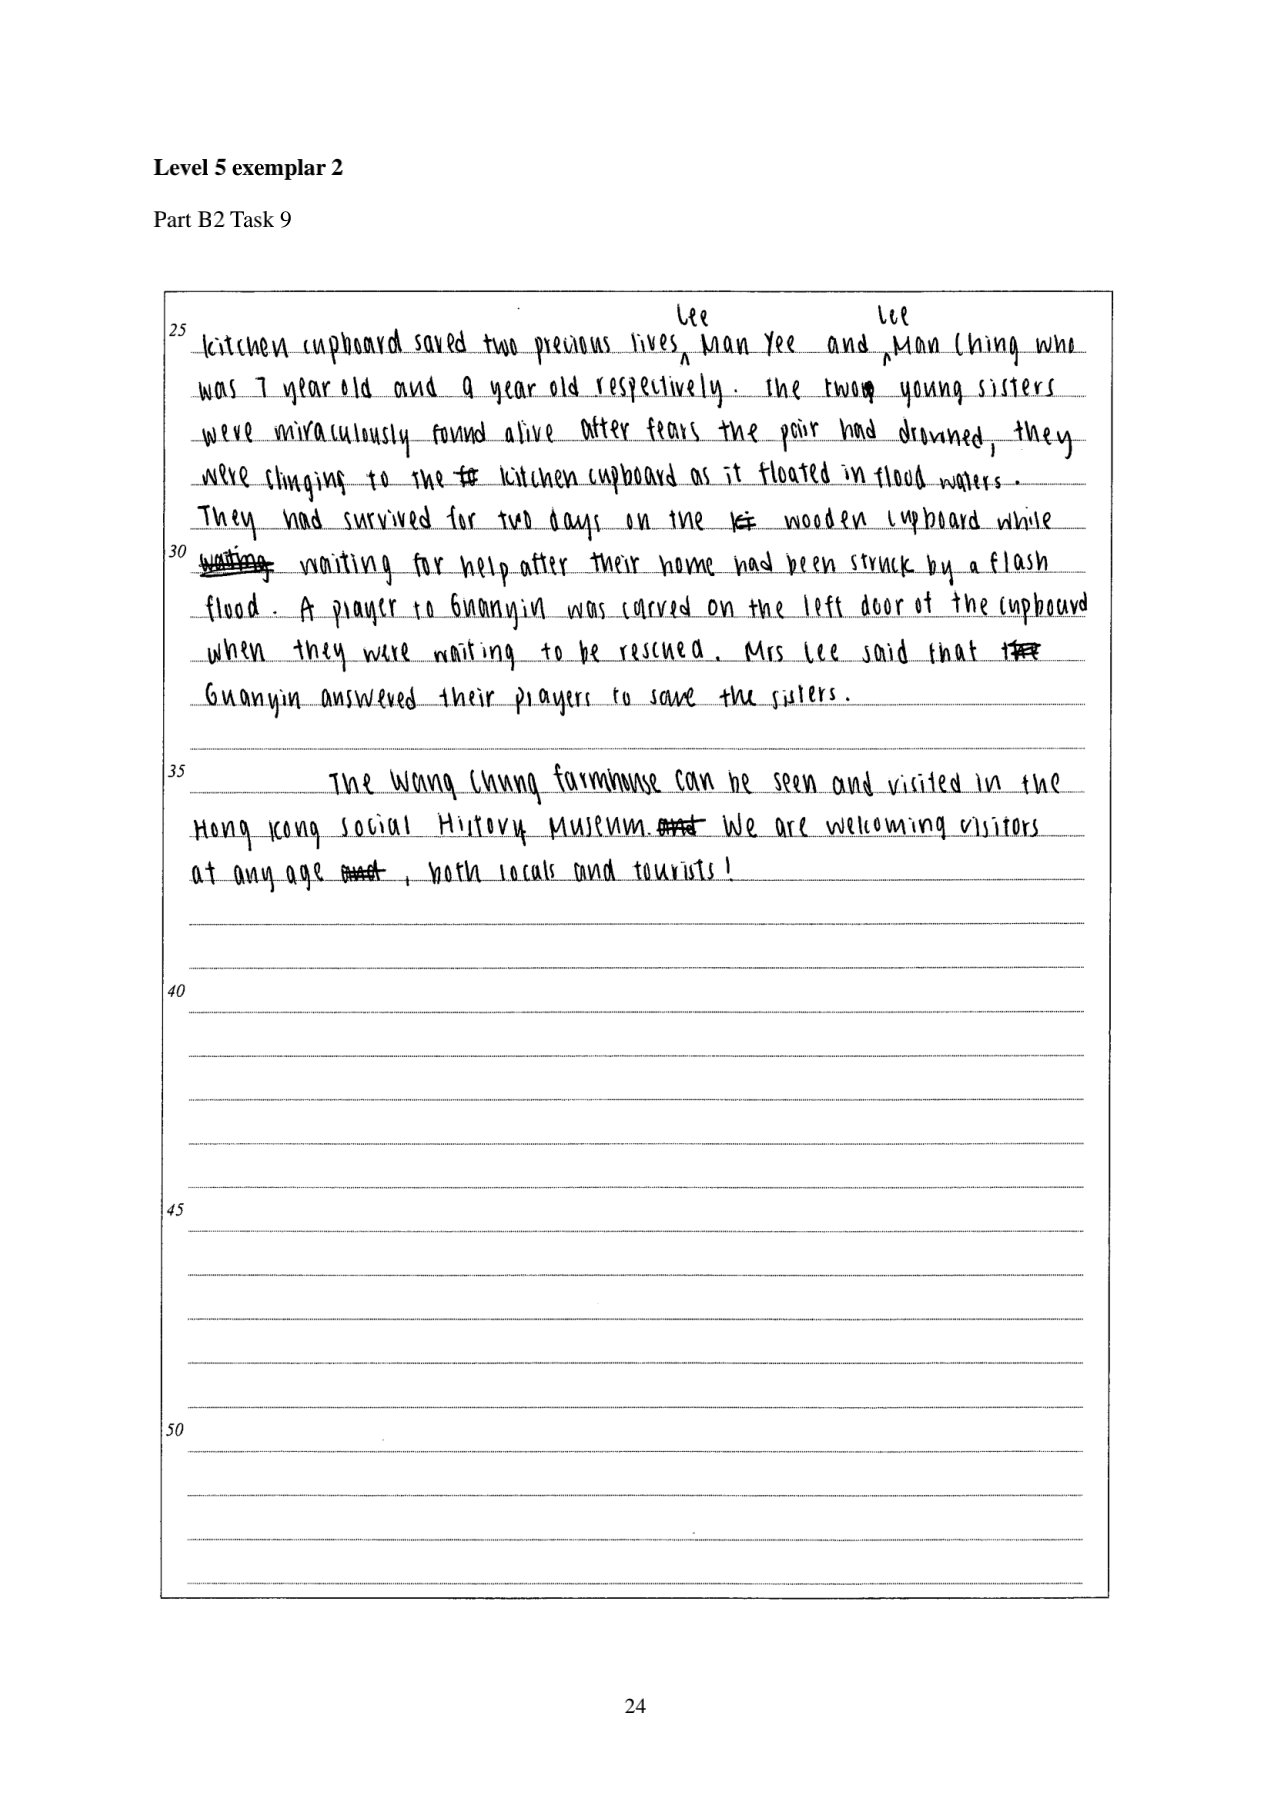 Level 5 exemplar 2
Part B2 Task 9
Lee Lee
25 kitchen cupboard saved two precious lives, Man Yee and Man Ching who
was 7 year old and 9 year old respectively. The two young sisters
were miraculously found alive after fears the pair had drowned, they
were clinging to the kitchen cupboard as it floated in flood waters.
They had survived for two days on the wooden cupboard while
30 waiting waiting for help after their home had been struck by a flash
flood. A prayer to Guanyin was carved on the left door of the cupboard
when they were waiting to be rescued. Mrs Lee said that the
Guanyin answered their prayers to save the sisters.
35 The Wang Chung farmhouse can be seen and visited in the
Hong Kong Social History Museum. and We are welcoming visitors
at any age and , both locals and tourists!
40
45
50
24